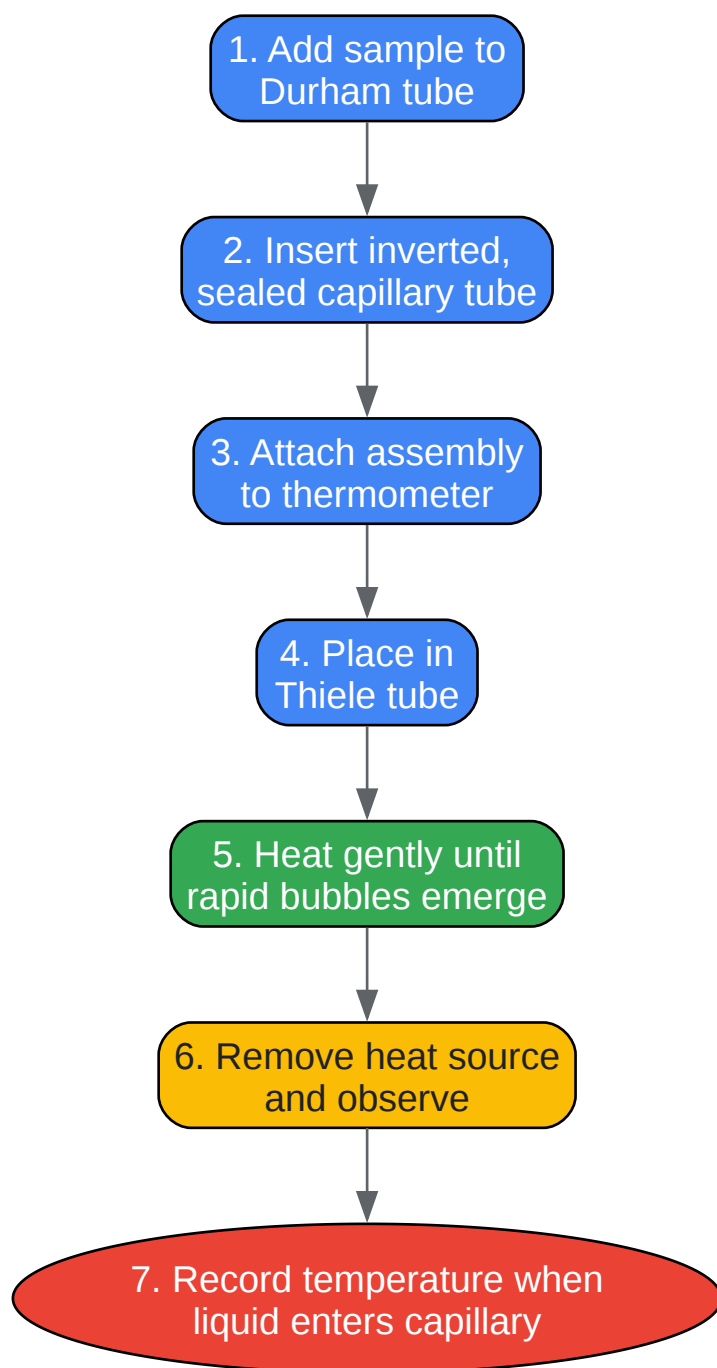 1. Add sample to
Durham tube
2. Insert inverted,
sealed capillary tube
3. Attach assembly
to thermometer
4. Place in
Thiele tube
5. Heat gently until
rapid bubbles emerge
6. Remove heat source
and observe
7. Record temperature when
liquid enters capillary